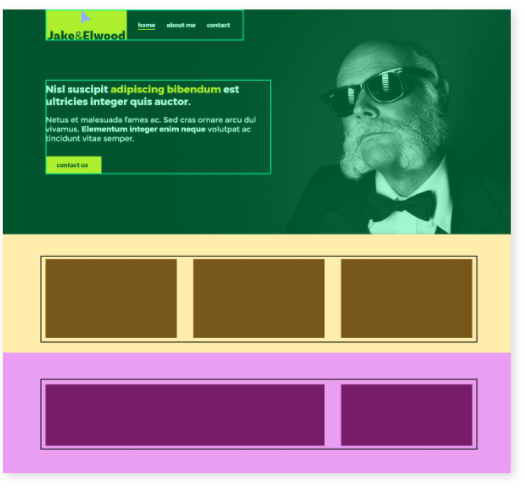 Jake&Elwood
home about me contact
Nisl suscipit adipiscing bibendum est
ultricies integer quis auctor.
Netus et malesuada fames ac. Sed cras ornare arcu dui
vivamus. Elementum integer enim neque volutpat ac
tincidunt vitae semper.
contact us